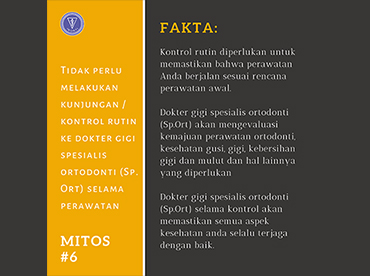 Tidak perlu
melakukan
kunjungan /
kontrol rutin
ke dokter gigi
spesialis
ortodonti (Sp.
Ort) selama
perawatan
MITOS
#6
FAKTA:
Kontrol rutin diperlukan untuk
memastikan bahwa perawatan
Anda berjalan sesuai rencana
perawatan awal.
Dokter gigi spesialis ortodonti
(Sp.Ort) akan mengevaluasi
kemajuan perawatan ortodonti,
kesehatan gusi, gigi, kebersihan
gigi dan mulut dan hal lainnya
yang diperlukan
Dokter gigi spesialis ortodonti
(Sp.Ort) selama kontrol akan
memastikan semua aspek
kesehatan anda selalu terjaga
dengan baik.